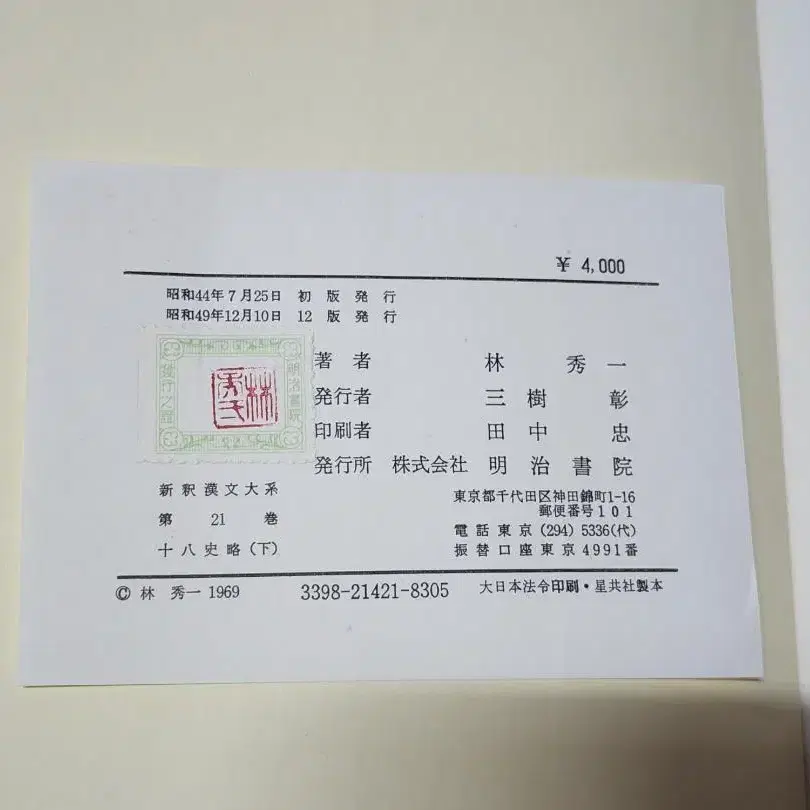 ¥ 4,000
昭和44年7月25日 初版発行
昭和49年12月10日 12版発行
著者 林 秀一
発行者 三樹 彰
印刷者 田中 忠
発行所 株式会社 明治書院
東京都千代田区神田錦町1-16
郵便番号101
電話東京(294)5336(代)
振替口座東京4991番
明治書院
林
新釈漢文大系
第 21 巻
十八史略(下)
© 林 秀一 1969
3398-21421-8305
大日本法令印刷・星共社製本